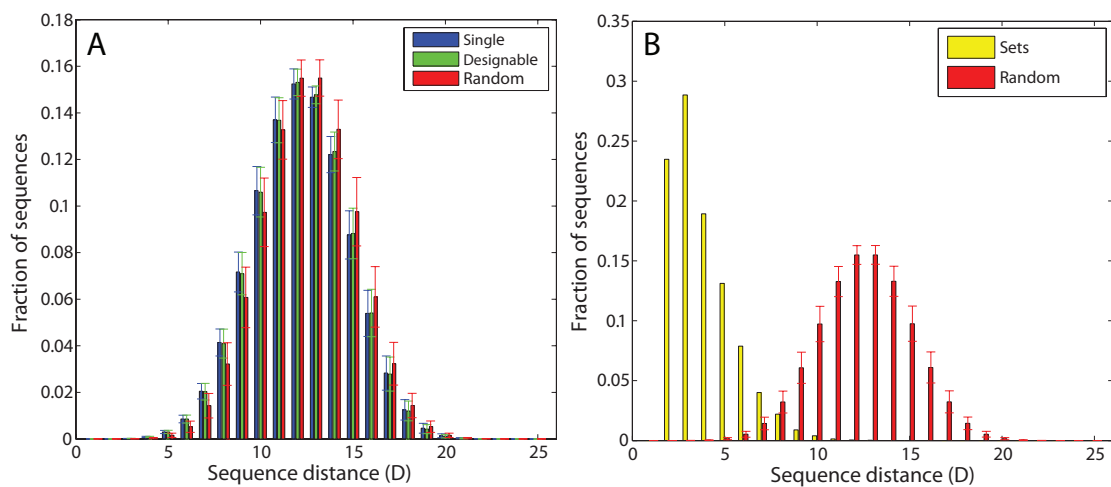 A
Single
Designable
Random
Fraction of sequences
0.18
0.16
0.14
0.12
0.1
0.08
0.06
0.04
0.02
0
0 5 10 15 20 25
Sequence distance (D)
B
Sets
Random
Fraction of sequences
0.35
0.3
0.25
0.2
0.15
0.1
0.05
0
0 5 10 15 20 25
Sequence distance (D)